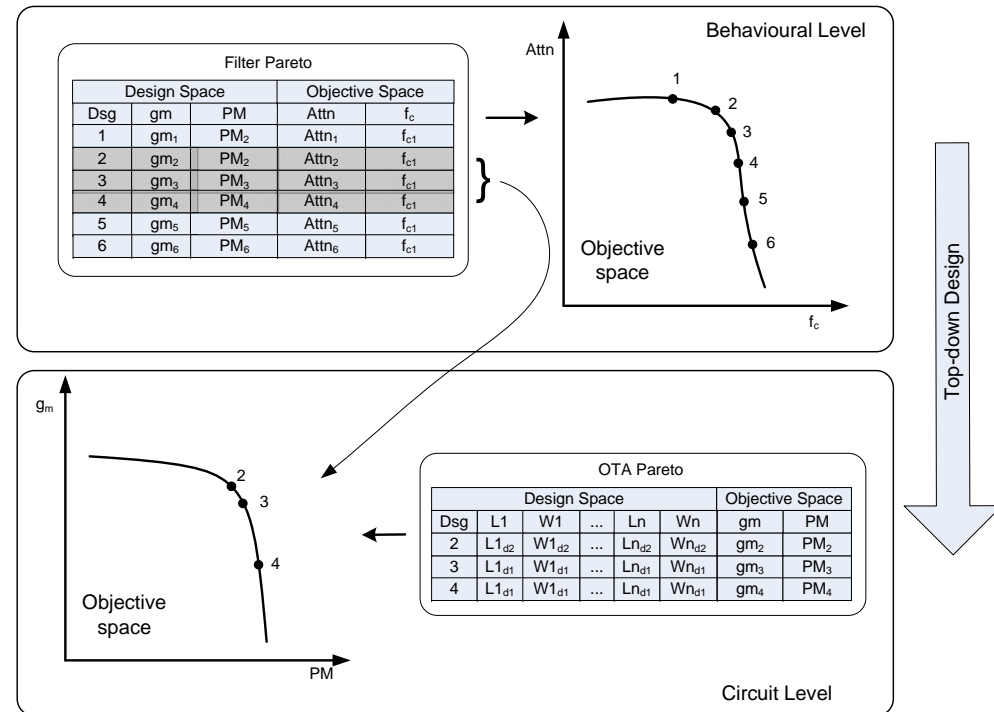 Behavioural Level
Filter Pareto
Design Space Objective Space
Dsg gm PM Attn fc
1 gm1 PM2 Attn1 fc1
2 gm2 PM2 Attn2 fc1
3 gm3 PM3 Attn3 fc1
4 gm4 PM4 Attn4 fc1
5 gm5 PM5 Attn5 fc1
6 gm6 PM6 Attn6 fc1
}
Attn
1
2
3
4
5
6
Objective
space
fc
Top-down Design
gm
2
3
4
Objective
space
PM
OTA Pareto
Design Space Objective Space
Dsg L1 W1 ... Ln Wn gm PM
2 L1d2 W1d2 ... Lnd2 Wnd2 gm2 PM2
3 L1d1 W1d1 ... Lnd1 Wnd1 gm3 PM3
4 L1d1 W1d1 ... Lnd1 Wnd1 gm4 PM4
Circuit Level